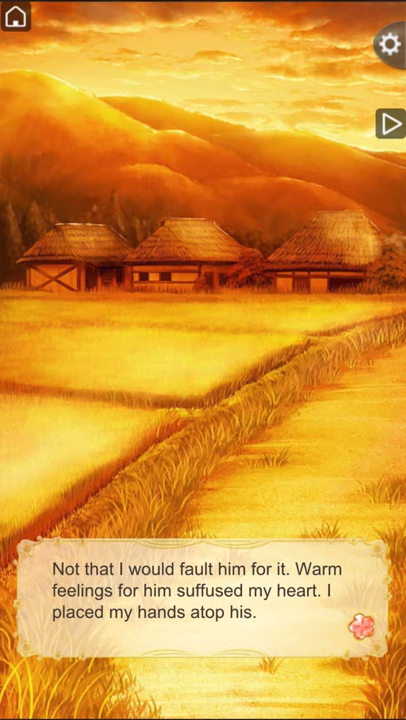 Not that I would fault him for it. Warm
feelings for him suffused my heart. I
placed my hands atop his.